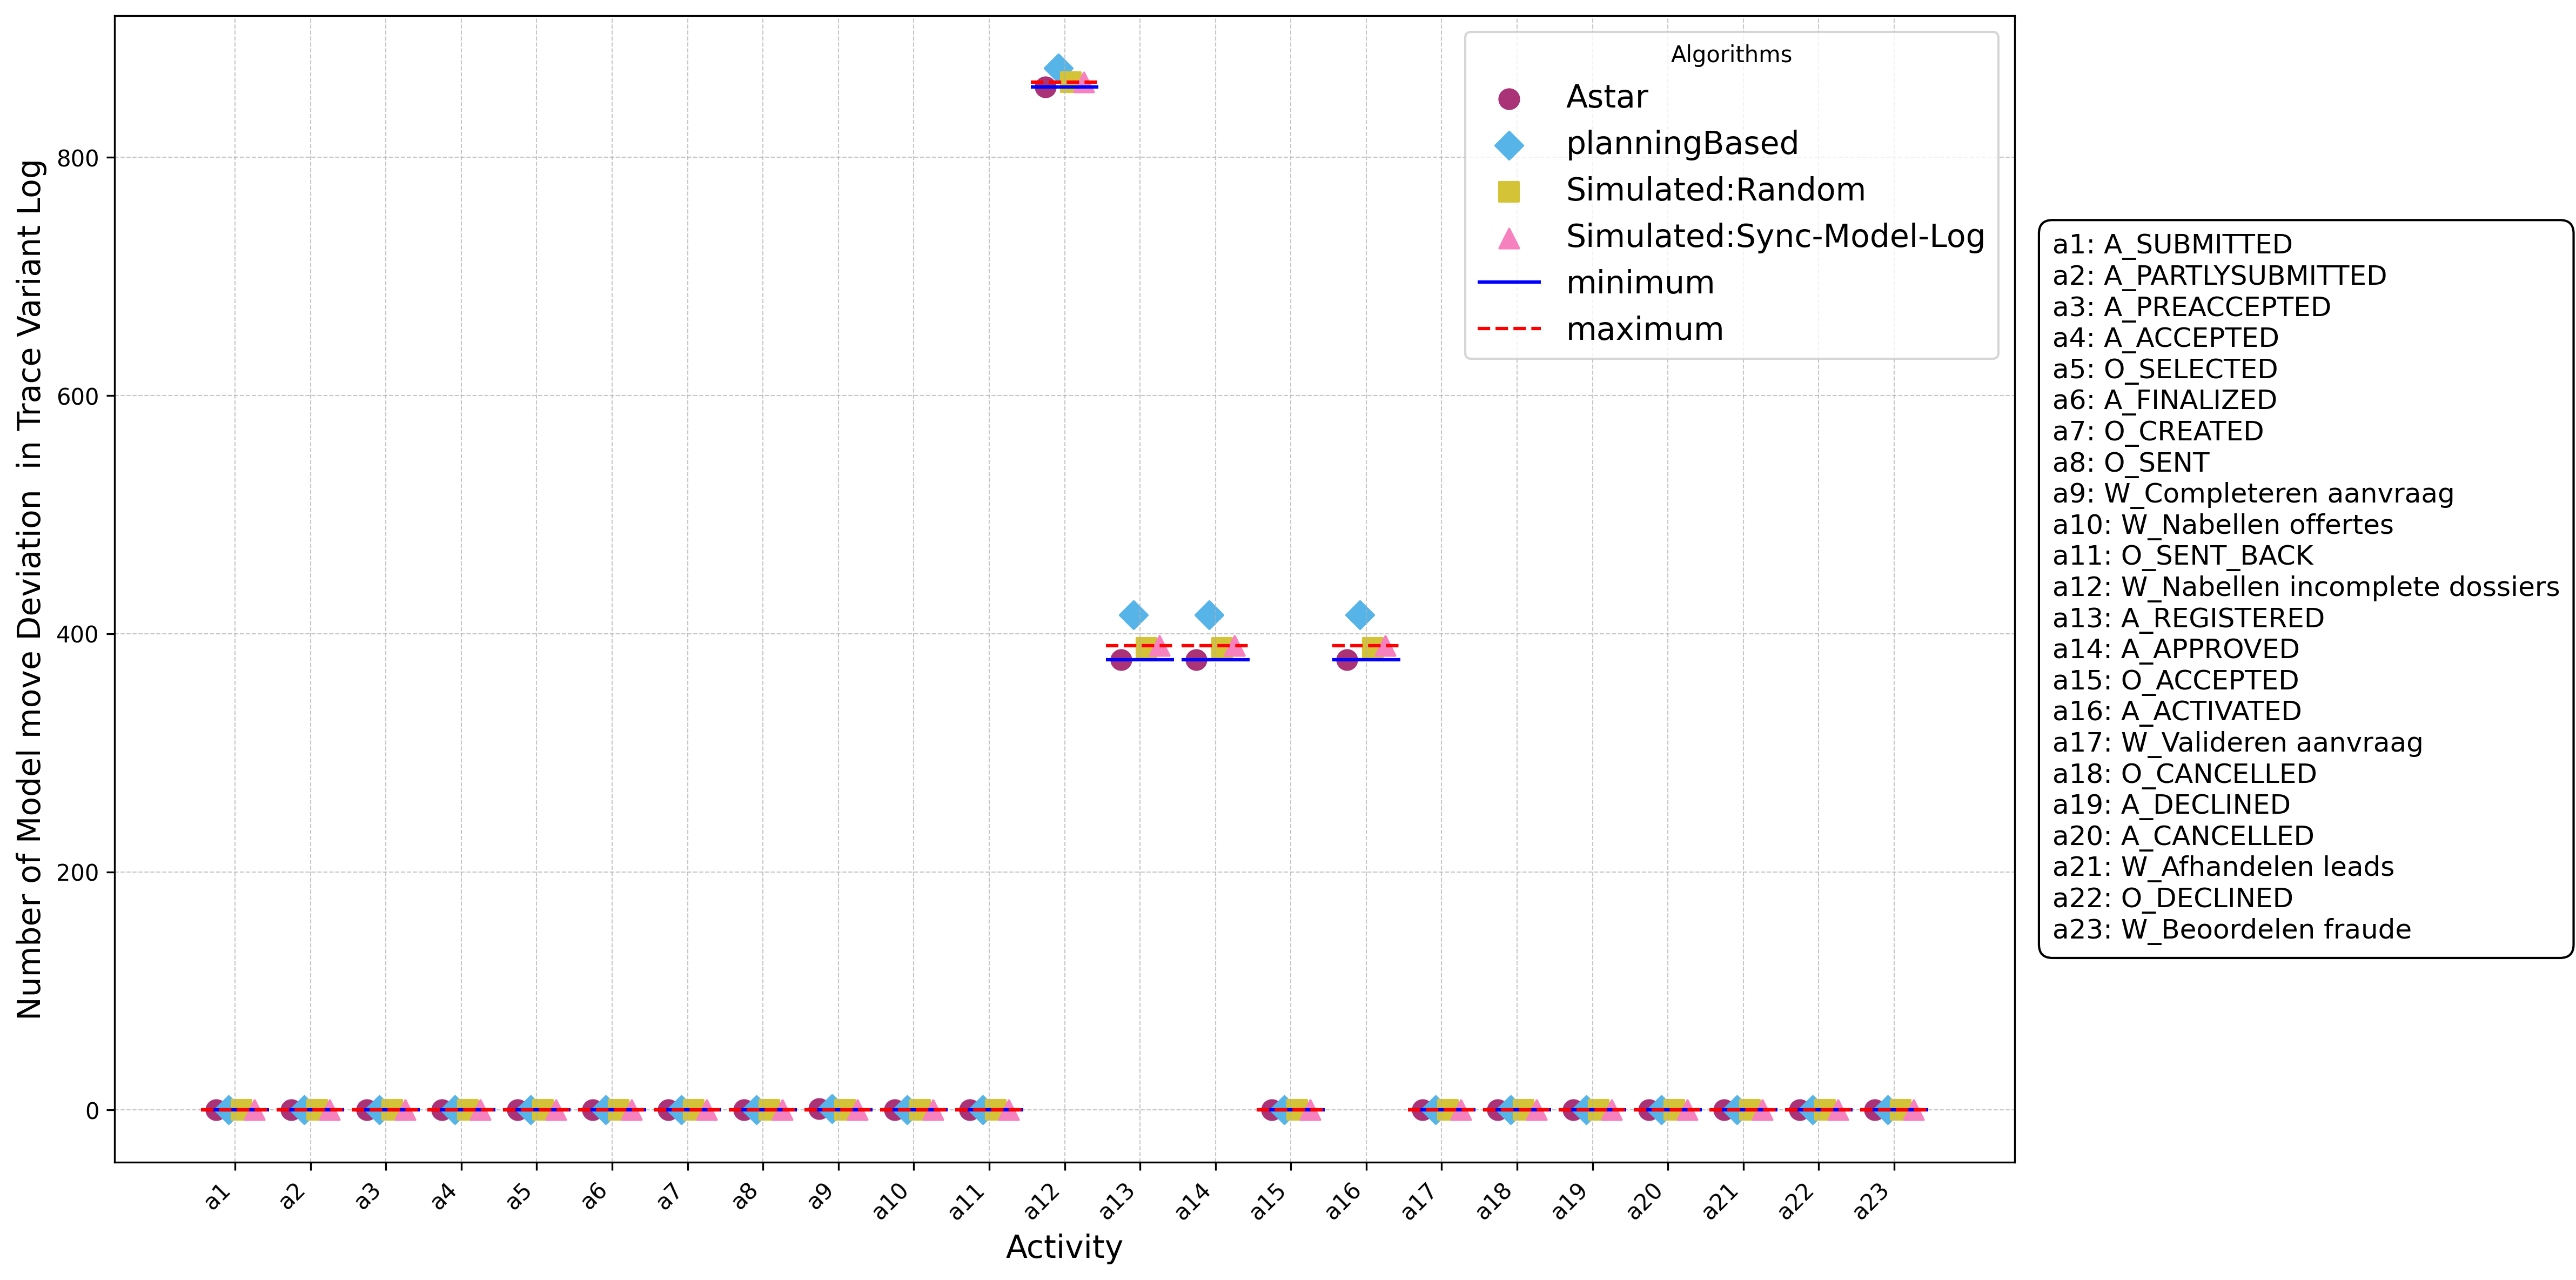 Number of Model move Deviation  in Trace Variant Log
800
600
400
200
0
a1
a2
a3
a4
a5
a6
a7
a8
a9
a10
a11
a12
a13
a14
a15
a16
a17
a18
a19
a20
a21
a22
a23
Activity
Algorithms
Astar
planningBased
Simulated:Random
Simulated:Sync-Model-Log
minimum
maximum
a1: A_SUBMITTED
a2: A_PARTLYSUBMITTED
a3: A_PREACCEPTED
a4: A_ACCEPTED
a5: O_SELECTED
a6: A_FINALIZED
a7: O_CREATED
a8: O_SENT
a9: W_Completeren aanvraag
a10: W_Nabellen offertes
a11: O_SENT_BACK
a12: W_Nabellen incomplete dossiers
a13: A_REGISTERED
a14: A_APPROVED
a15: O_ACCEPTED
a16: A_ACTIVATED
a17: W_Valideren aanvraag
a18: O_CANCELLED
a19: A_DECLINED
a20: A_CANCELLED
a21: W_Afhandelen leads
a22: O_DECLINED
a23: W_Beoordelen fraude